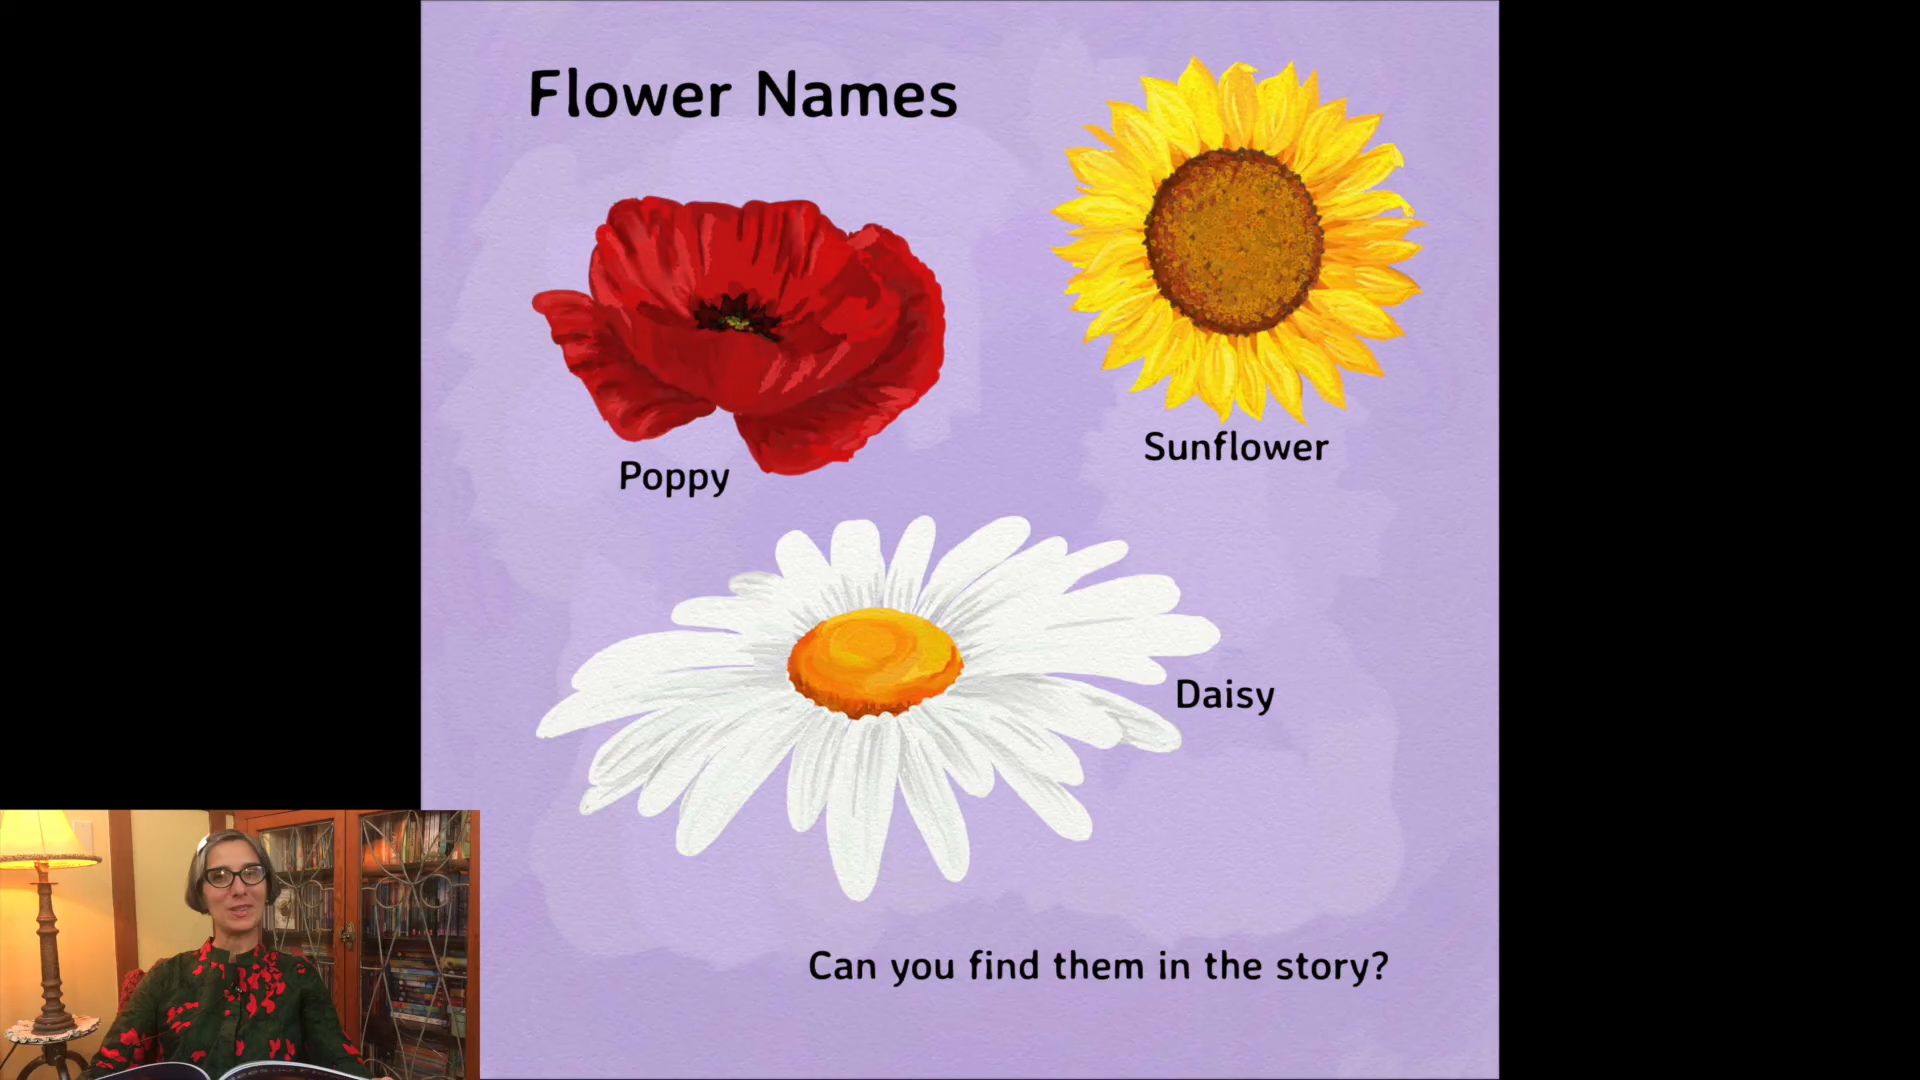 Flower Names
Sunflower
Poppy
Daisy
Can you find them in the story?